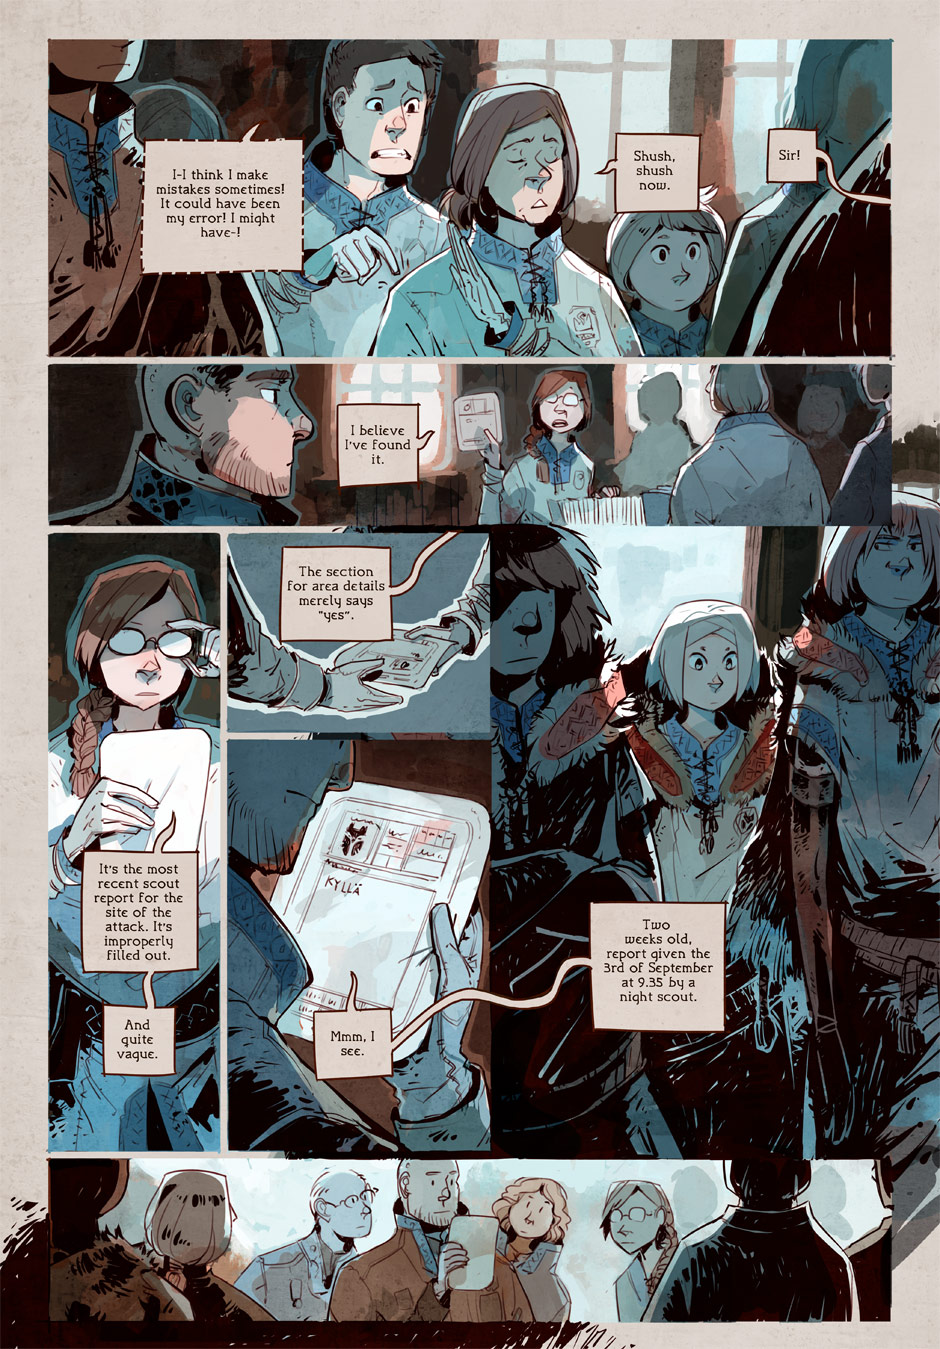 I-I think I make
mistakes sometimes!
It could have been
my error! I might
have-!
Shush,
shush
now.
Sir!
I believe
I've found
it.
It's the most
recent scout
report for the
site of the
attack. It's
improperly
filled out.
And
quite
vague.
The section
for area details
merely says
"yes".
KYLLÄ
Mmm, I
see.
Two
weeks old,
report given the
3rd of September
at 9.35 by a
night scout.